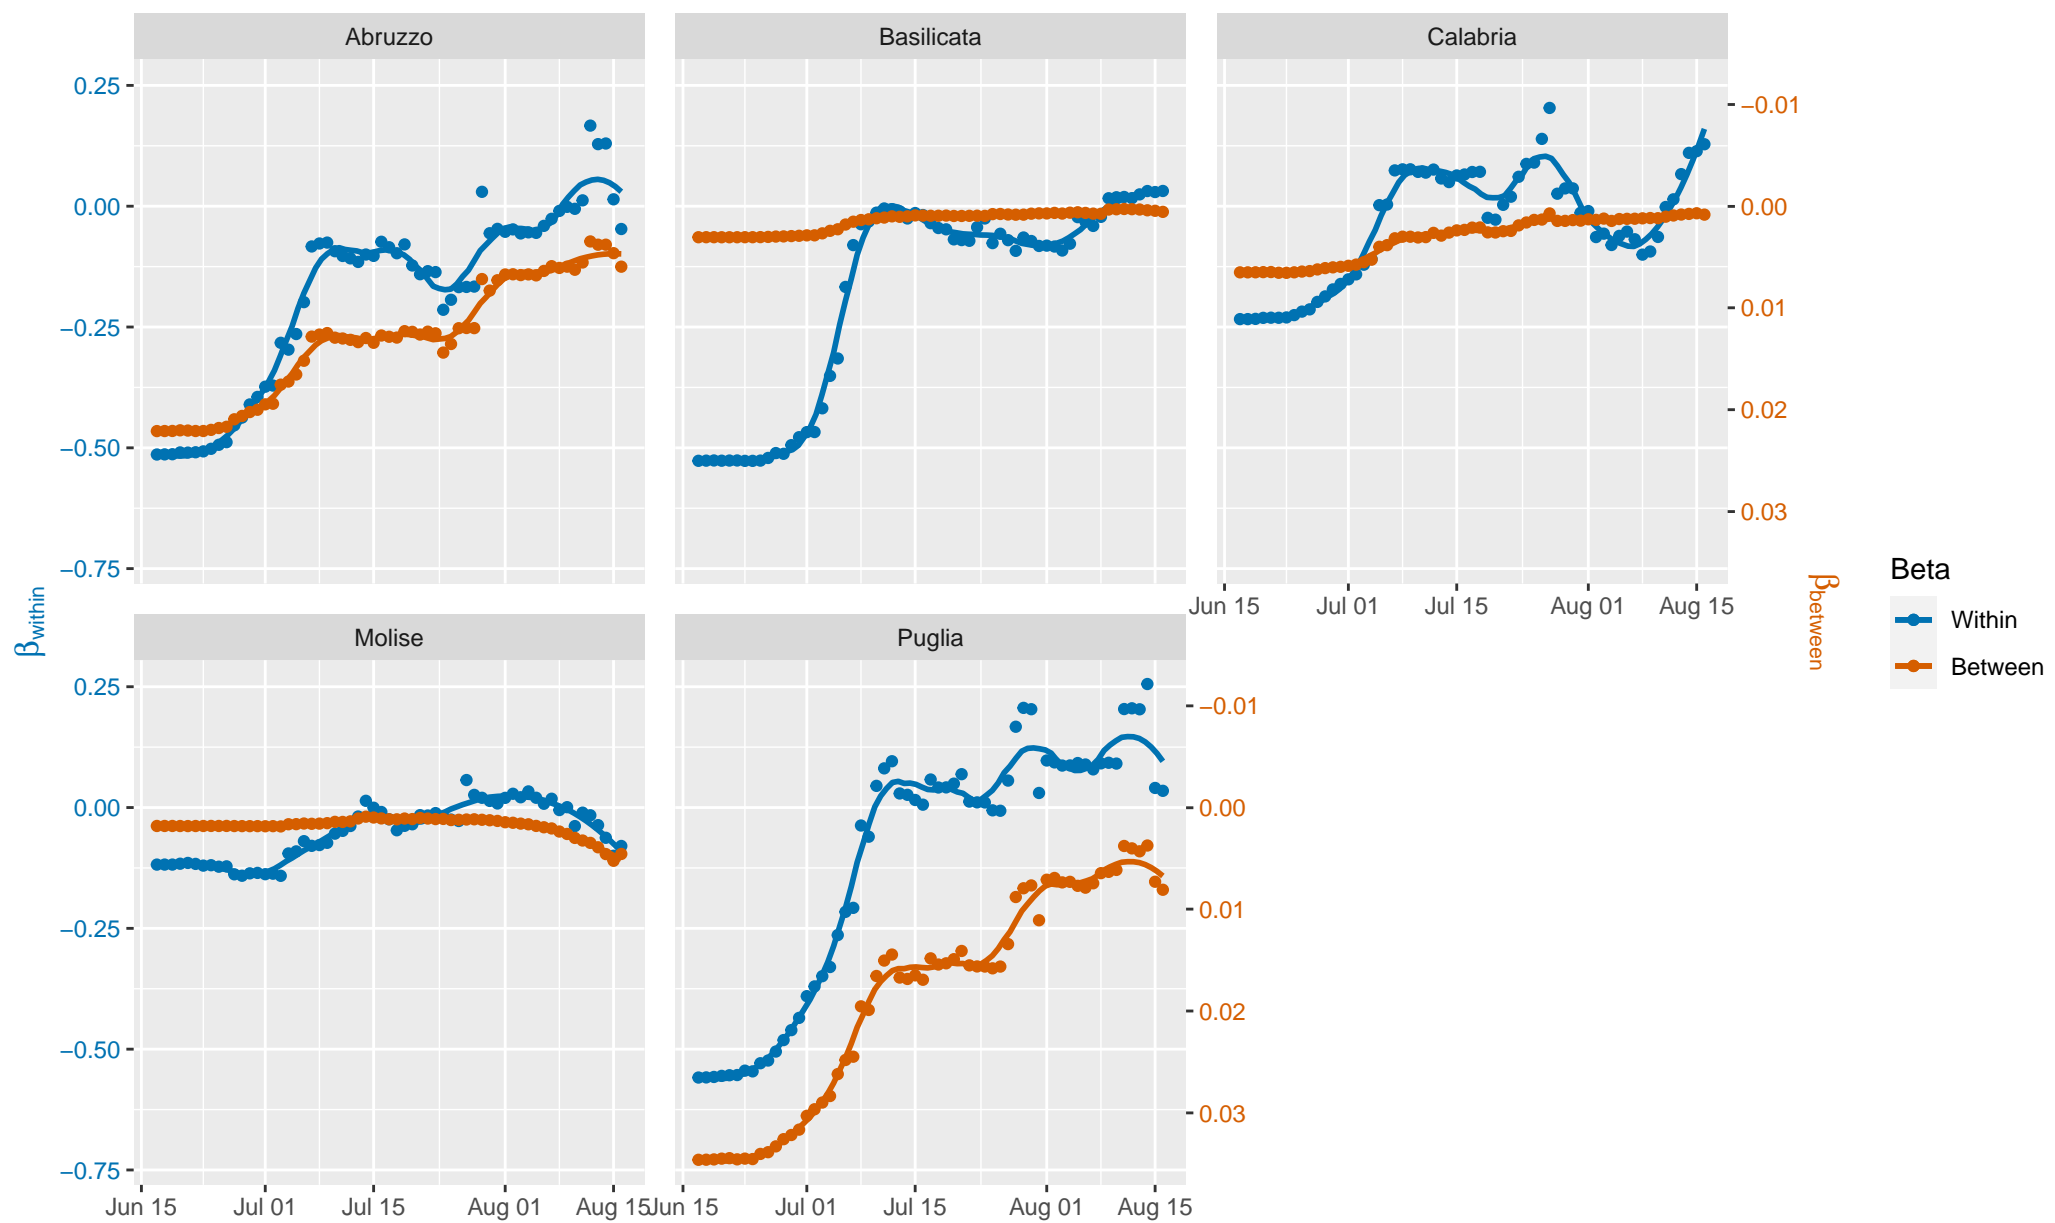 Abruzzo
Basilicata
Calabria
0.25
0.00
−0.25
−0.50
−0.75
−0.01
0.00
0.01
0.02
0.03
Jun 15 Jul 01 Jul 15 Aug 01 Aug 15
Molise
Puglia
0.25
0.00
−0.25
−0.50
−0.75
−0.01
0.00
0.01
0.02
0.03
Jun 15 Jul 01 Jul 15 Aug 01 Aug 15
Jun 15 Jul 01 Jul 15 Aug 01 Aug 15
βwithin
βbetween
Beta
Within
Between